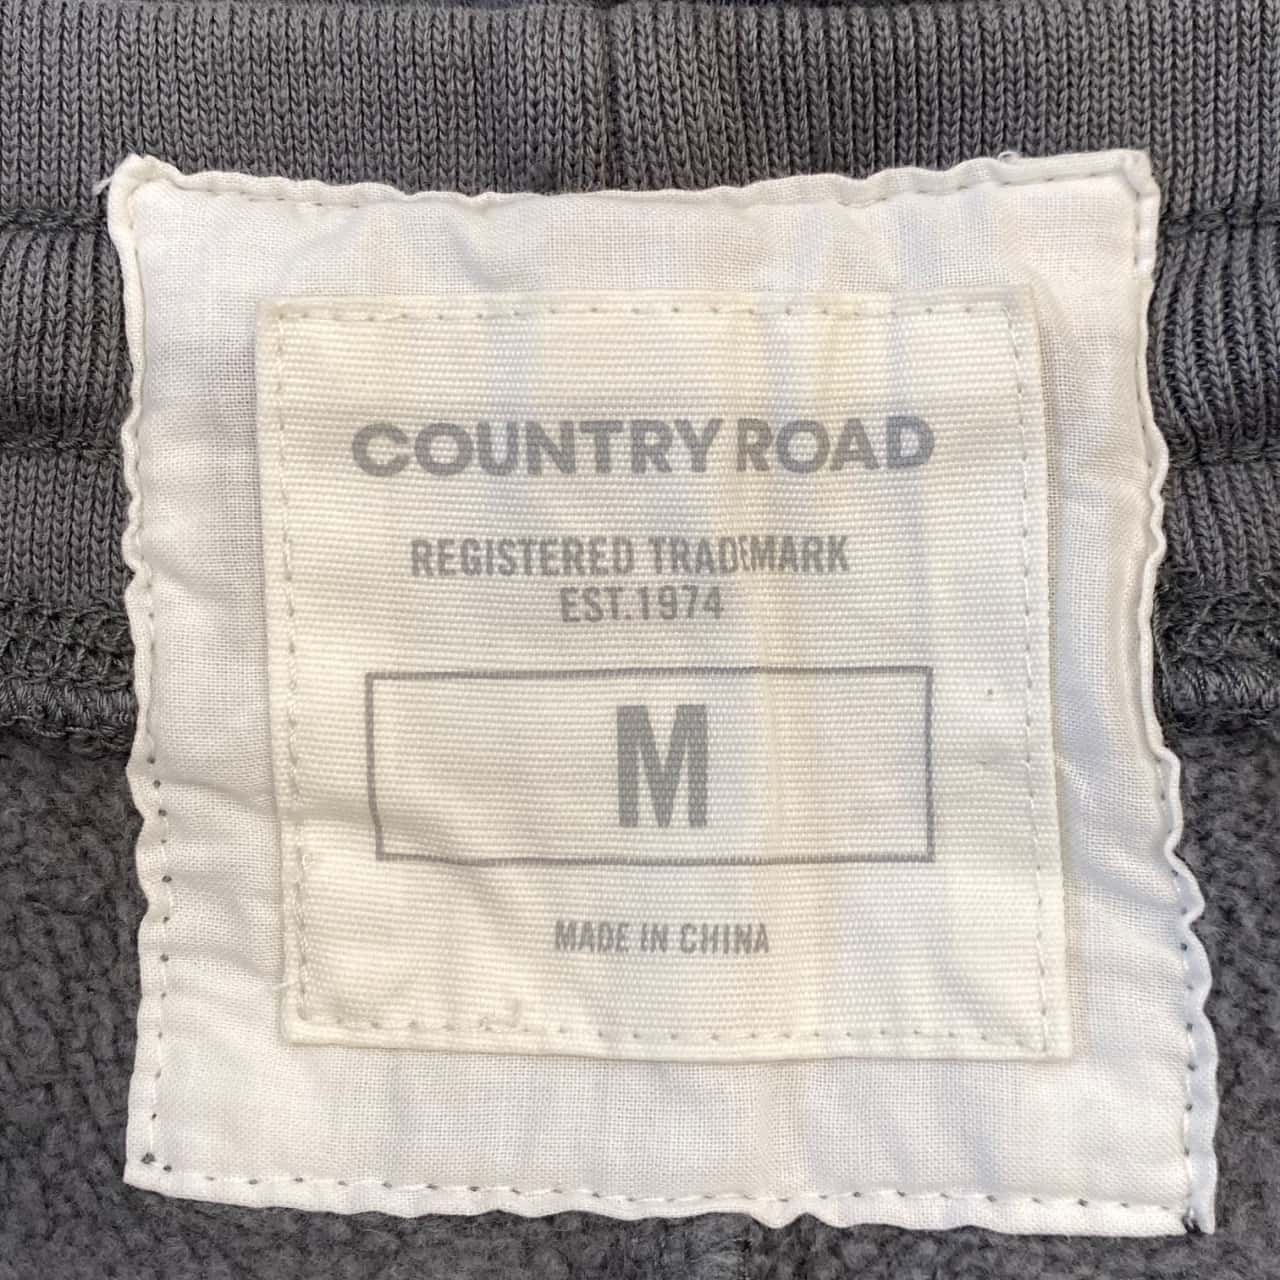 COUNTRY ROAD
REGISTERED TRADEMARK
EST.1974
M
MADE IN CHINA